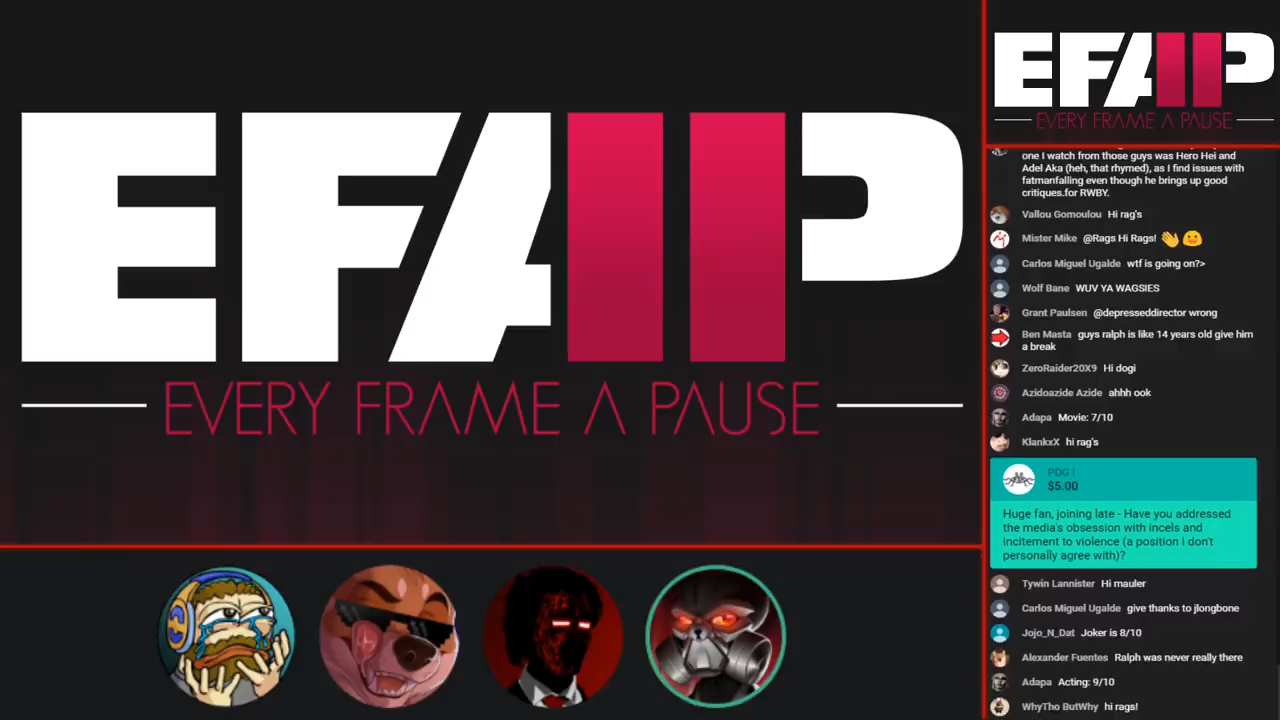 EFAP
EVERY FRAME A PAUSE
EFAP
EVERY FRAME A PAUSE
one I watch from those guys was Hero Hei and
Adel Aka (heh, that rhymed), as I find issues with
fatmanfalling even though he brings up good
critiques.for RWBY.
Vallou Gomoulou Hi rag's
Mister Mike @Rags Hi Rags! 👋
Carlos Miguel Ugalde wtf is going on?>
Wolf Bane WUV YA WAGSIES
Grant Paulsen @depresseddirector wrong
Ben Masta guys ralph is like 14 years old give him
a break
ZeroRaider20X9 Hi dogi
Azidoazide Azide ahhh ook
Adapa Movie: 7/10
KlankxX hi rag's
PDG !
$5.00
Huge fan, joining late - Have you addressed
the media's obsession with incels and
incitement to violence (a position I don't
personally agree with)?
Tywin Lannister Hi mauler
Carlos Miguel Ugalde give thanks to jlongbone
Jojo_N_Dat Joker is 8/10
Alexander Fuentes Ralph was never really there
Adapa Acting: 9/10
WhyTho ButWhy hi rags!